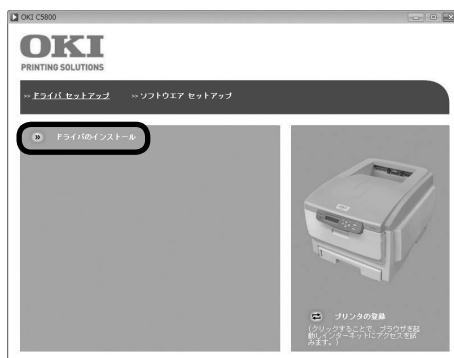 OKI C5800
OKI
PRINTING SOLUTIONS
>> ドライバ セットアップ >> ソフトウエア セットアップ
ドライバのインストール
プリンタの登録
(クリックすることで、ブラウザを起
動しインターネットにアクセスを試
みます。)